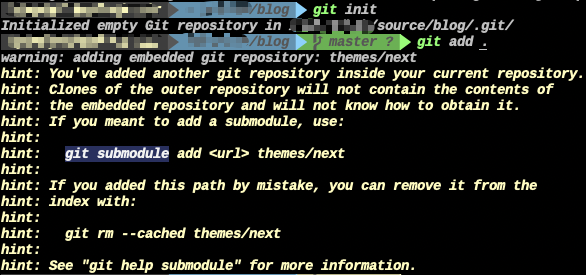 /blog git init
Initialized empty Git repository in /source/blog/.git/
/blog master ? git add .
warning: adding embedded git repository: themes/next
hint: You've added another git repository inside your current repository.
hint: Clones of the outer repository will not contain the contents of
hint: the embedded repository and will not know how to obtain it.
hint: If you meant to add a submodule, use:
hint:
hint:   git submodule add <url> themes/next
hint:
hint: If you added this path by mistake, you can remove it from the
hint: index with:
hint:
hint:   git rm --cached themes/next
hint:
hint: See "git help submodule" for more information.